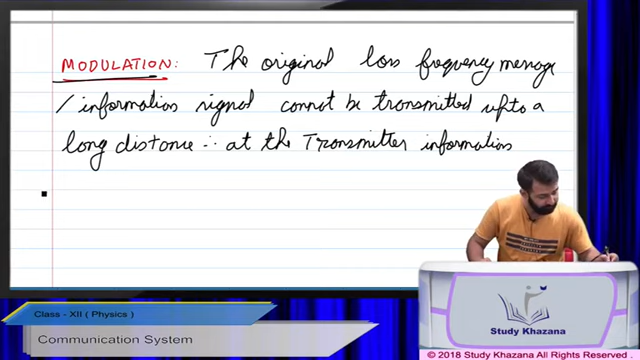 MODULATION: The original loss frequency message
/ information signal cannot be transmitted upto a
long distance ∴ at the Transmitter information
Class - XII ( Physics )
Communication System
Study Khazana
© 2018 Study Khazana All Rights Reserved .